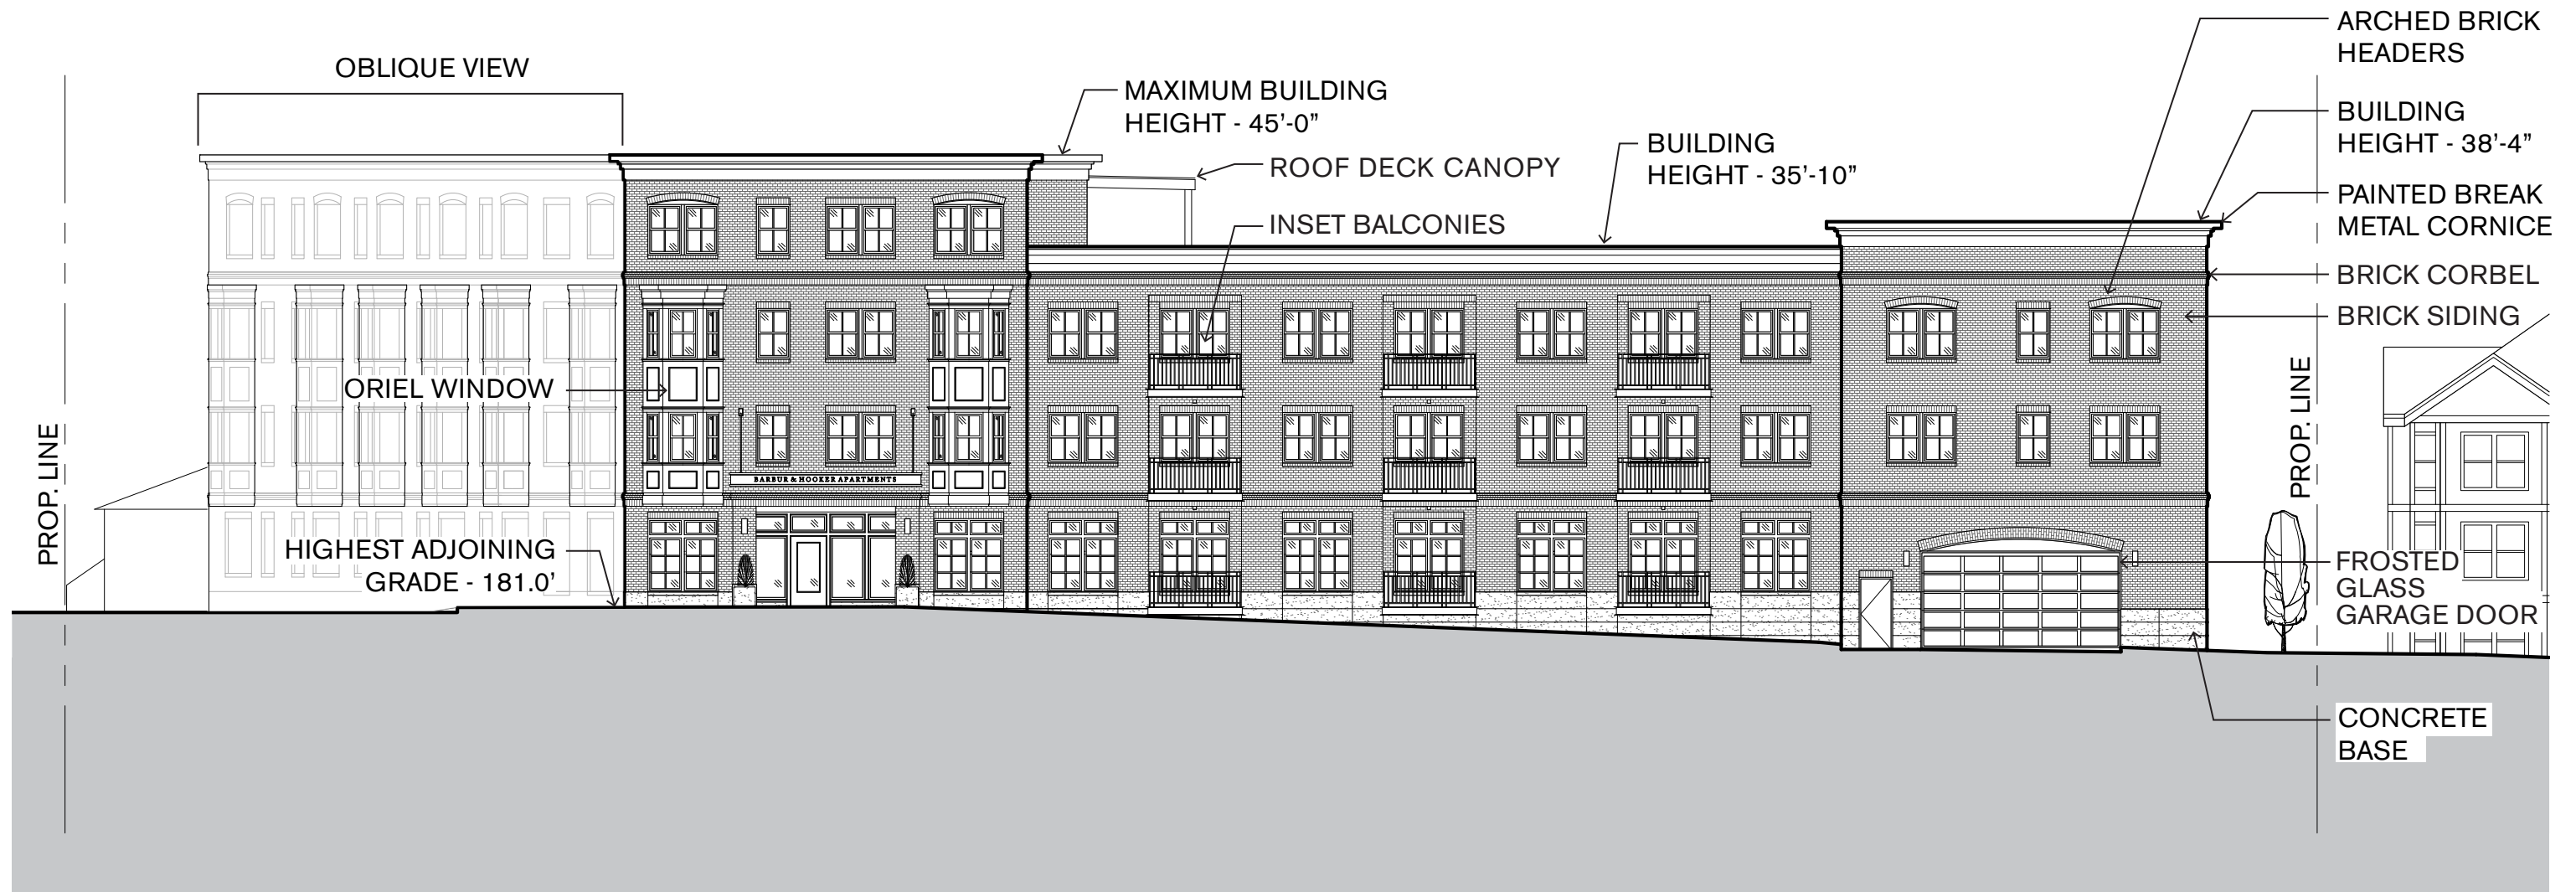 OBLIQUE VIEW
MAXIMUM BUILDING
HEIGHT - 45'-0”
ROOF DECK CANOPY
INSET BALCONIES
BUILDING
HEIGHT - 35'-10”
ARCHED BRICK
HEADERS
BUILDING
HEIGHT - 38'-4”
PAINTED BREAK
METAL CORNICE
BRICK CORBEL
BRICK SIDING
ORIEL WINDOW
PROP. LINE
PROP. LINE
BARBUR & HOOKER APARTMENTS
HIGHEST ADJOINING
GRADE - 181.0'
FROSTED
GLASS
GARAGE DOOR
CONCRETE
BASE